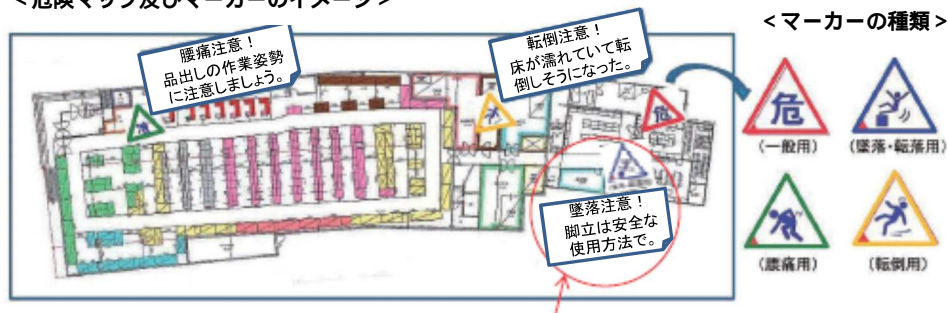 <危険マップ及びマーカーのイメージ>
<マーカーの種類>
腰痛注意！
品出しの作業姿勢
に注意しましょう。
転倒注意！
床が濡れていて転
倒しそうになった。
墜落注意！
脚立は安全な
使用方法で。
危
危
(一般用)
(墜落・転落用)
(腰痛用)
(転倒用)